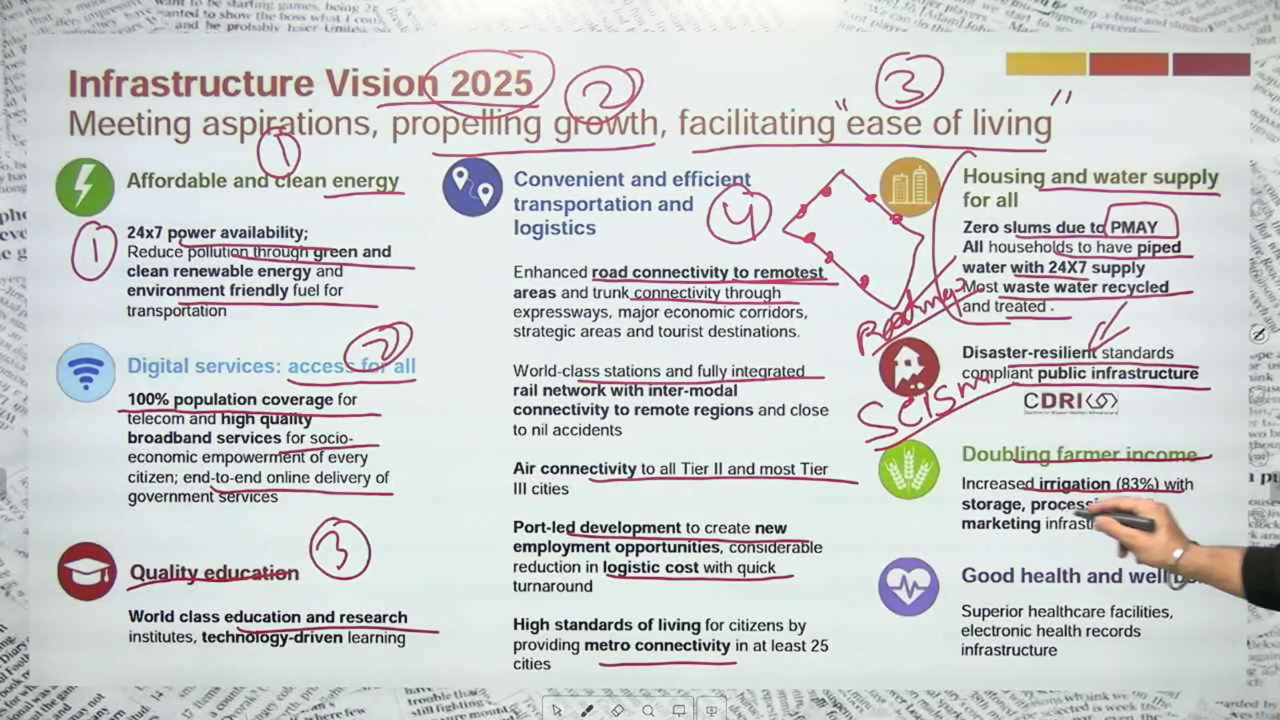 Infrastructure Vision 2025
Meeting aspirations, propelling growth, facilitating "ease of living"
1
2
3
Affordable and clean energy
1
24x7 power availability;
Reduce pollution through green and
clean renewable energy and
environment friendly fuel for
transportation
Digital services: access for all
2
100% population coverage for
telecom and high quality
broadband services for socio-
economic empowerment of every
citizen; end-to-end online delivery of
government services
Quality education
3
World class education and research
institutes, technology-driven learning
Convenient and efficient
transportation and
logistics
4
Enhanced road connectivity to remotest
areas and trunk connectivity through
expressways, major economic corridors,
strategic areas and tourist destinations.
World-class stations and fully integrated
rail network with inter-modal
connectivity to remote regions and close
to nil accidents
Air connectivity to all Tier II and most Tier
III cities
Port-led development to create new
employment opportunities, considerable
reduction in logistic cost with quick
turnaround
High standards of living for citizens by
providing metro connectivity in at least 25
cities
Housing and water supply
for all
Zero slums due to PMAY
All households to have piped
water with 24X7 supply
Most waste water recycled
and treated .
Disaster-resilient standards
compliant public infrastructure
CDRI
Doubling farmer income
Increased irrigation (83%) with
storage,
marketing
Good health and well
Superior healthcare facilities,
electronic health records
infrastructure